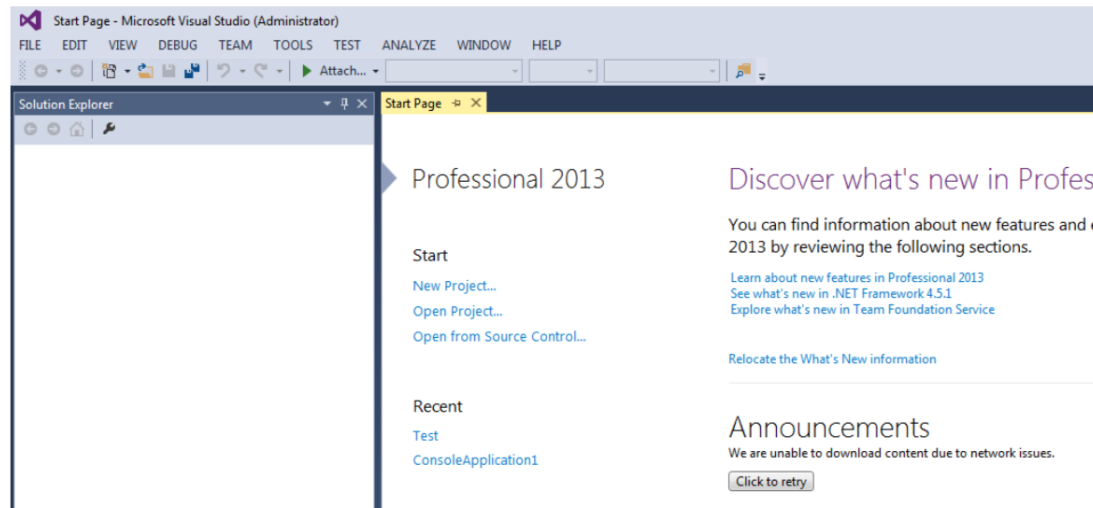 Start Page - Microsoft Visual Studio (Administrator)
FILE EDIT VIEW DEBUG TEAM TOOLS TEST ANALYZE WINDOW HELP
Attach...
Solution Explorer
Start Page
Professional 2013
Start
New Project...
Open Project...
Open from Source Control...
Recent
Test
ConsoleApplication1
Discover what's new in Profes
You can find information about new features and
2013 by reviewing the following sections.
Learn about new features in Professional 2013
See what's new in .NET Framework 4.5.1
Explore what's new in Team Foundation Service
Relocate the What's New information
Announcements
We are unable to download content due to network issues.
Click to retry